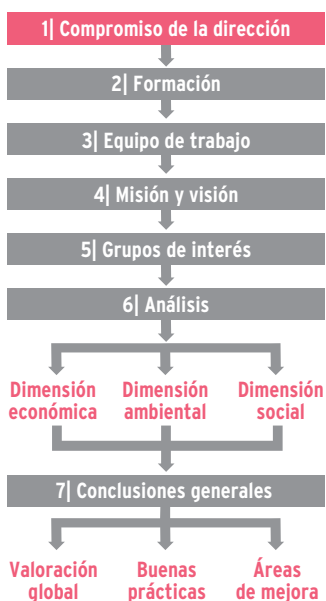 1| Compromiso de la dirección
2| Formación
3| Equipo de trabajo
4| Misión y visión
5| Grupos de interés
6| Análisis
Dimensión económica
Dimensión ambiental
Dimensión social
7| Conclusiones generales
Valoración global
Buenas prácticas
Áreas de mejora